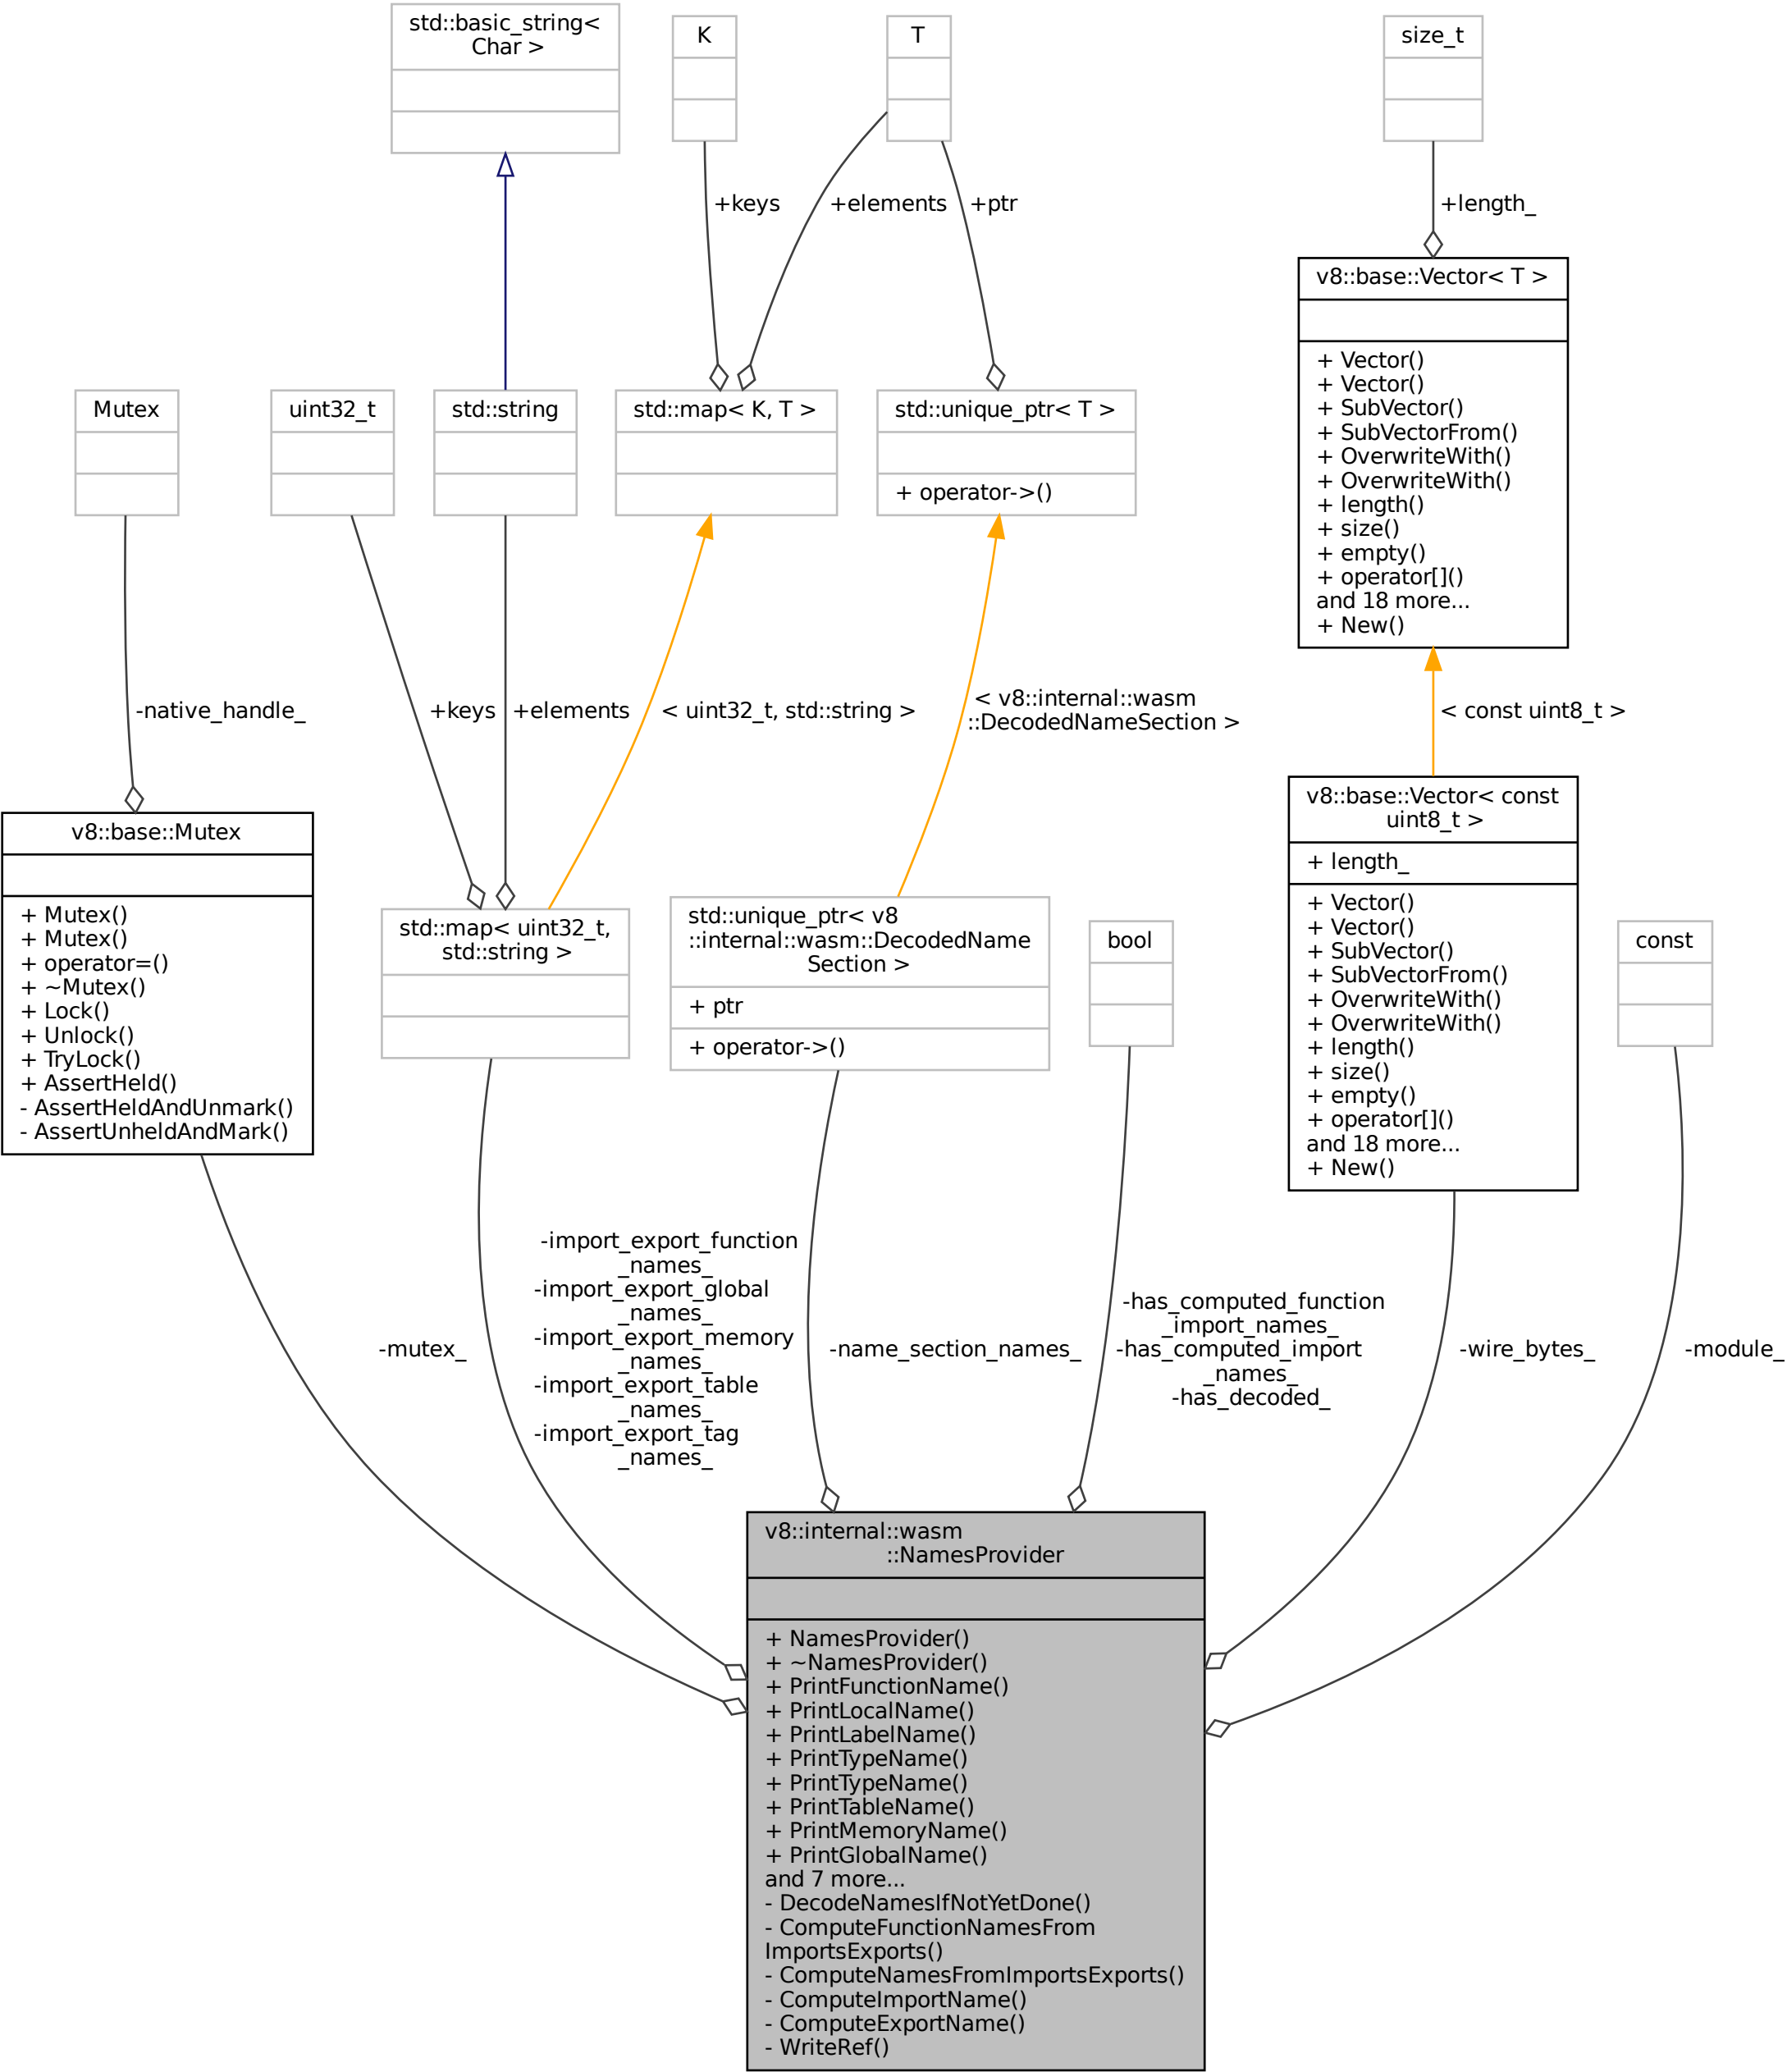 std::basic_string<
Char >
K
T
size_t
+keys
+elements
+ptr
+length_
v8::base::Vector< T >
+ Vector()
+ Vector()
+ SubVector()
+ SubVectorFrom()
+ OverwriteWith()
+ OverwriteWith()
+ length()
+ size()
+ empty()
+ operator[]()
and 18 more...
+ New()
Mutex
uint32_t
std::string
std::map< K, T >
std::unique_ptr< T >
+ operator->()
-native_handle_
+keys
+elements
< uint32_t, std::string >
< v8::internal::wasm
::DecodedNameSection >
< const uint8_t >
v8::base::Mutex
+ Mutex()
+ Mutex()
+ operator=()
+ ~Mutex()
+ Lock()
+ Unlock()
+ TryLock()
+ AssertHeld()
- AssertHeldAndUnmark()
- AssertUnheldAndMark()
std::map< uint32_t,
std::string >
std::unique_ptr< v8
::internal::wasm::DecodedName
Section >
+ ptr
+ operator->()
bool
v8::base::Vector< const
uint8_t >
+ length_
+ Vector()
+ Vector()
+ SubVector()
+ SubVectorFrom()
+ OverwriteWith()
+ OverwriteWith()
+ length()
+ size()
+ empty()
+ operator[]()
and 18 more...
+ New()
const
-mutex_
-import_export_function
_names_
-import_export_global
_names_
-import_export_memory
_names_
-import_export_table
_names_
-import_export_tag
_names_
-name_section_names_
-has_computed_function
_import_names_
-has_computed_import
_names_
-has_decoded_
-wire_bytes_
-module_
v8::internal::wasm
::NamesProvider
+ NamesProvider()
+ ~NamesProvider()
+ PrintFunctionName()
+ PrintLocalName()
+ PrintLabelName()
+ PrintTypeName()
+ PrintTypeName()
+ PrintTableName()
+ PrintMemoryName()
+ PrintGlobalName()
and 7 more...
- DecodeNamesIfNotYetDone()
- ComputeFunctionNamesFrom
ImportsExports()
- ComputeNamesFromImportsExports()
- ComputeImportName()
- ComputeExportName()
- WriteRef()